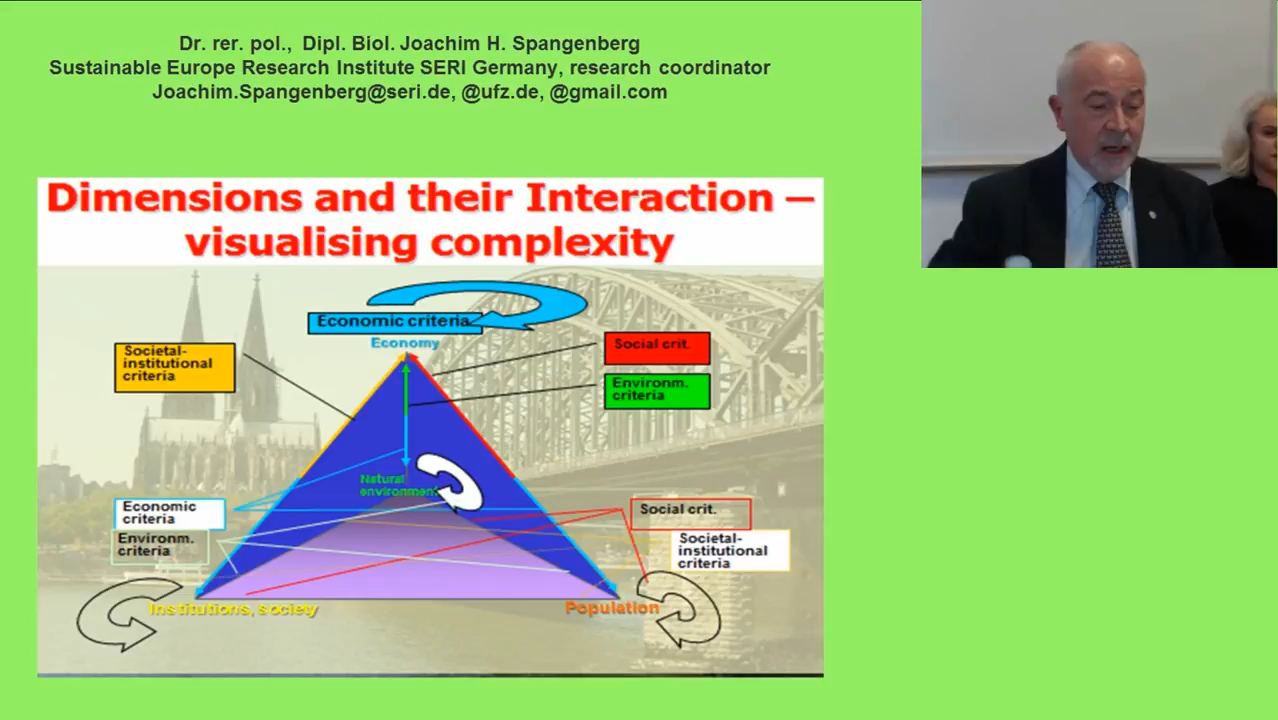 Dr. rer. pol., Dipl. Biol. Joachim H. Spangenberg
Sustainable Europe Research Institute SERI Germany, research coordinator
Joachim.Spangenberg@seri.de, @ufz.de, @gmail.com
Dimensions and their Interaction –
visualising complexity
Economic criteria
Economy
Societal-
institutional
criteria
Social crit.
Environm.
criteria
Natural
environment
Economic
criteria
Environm.
criteria
Social crit.
Societal-
institutional
criteria
Institutions, society
Population